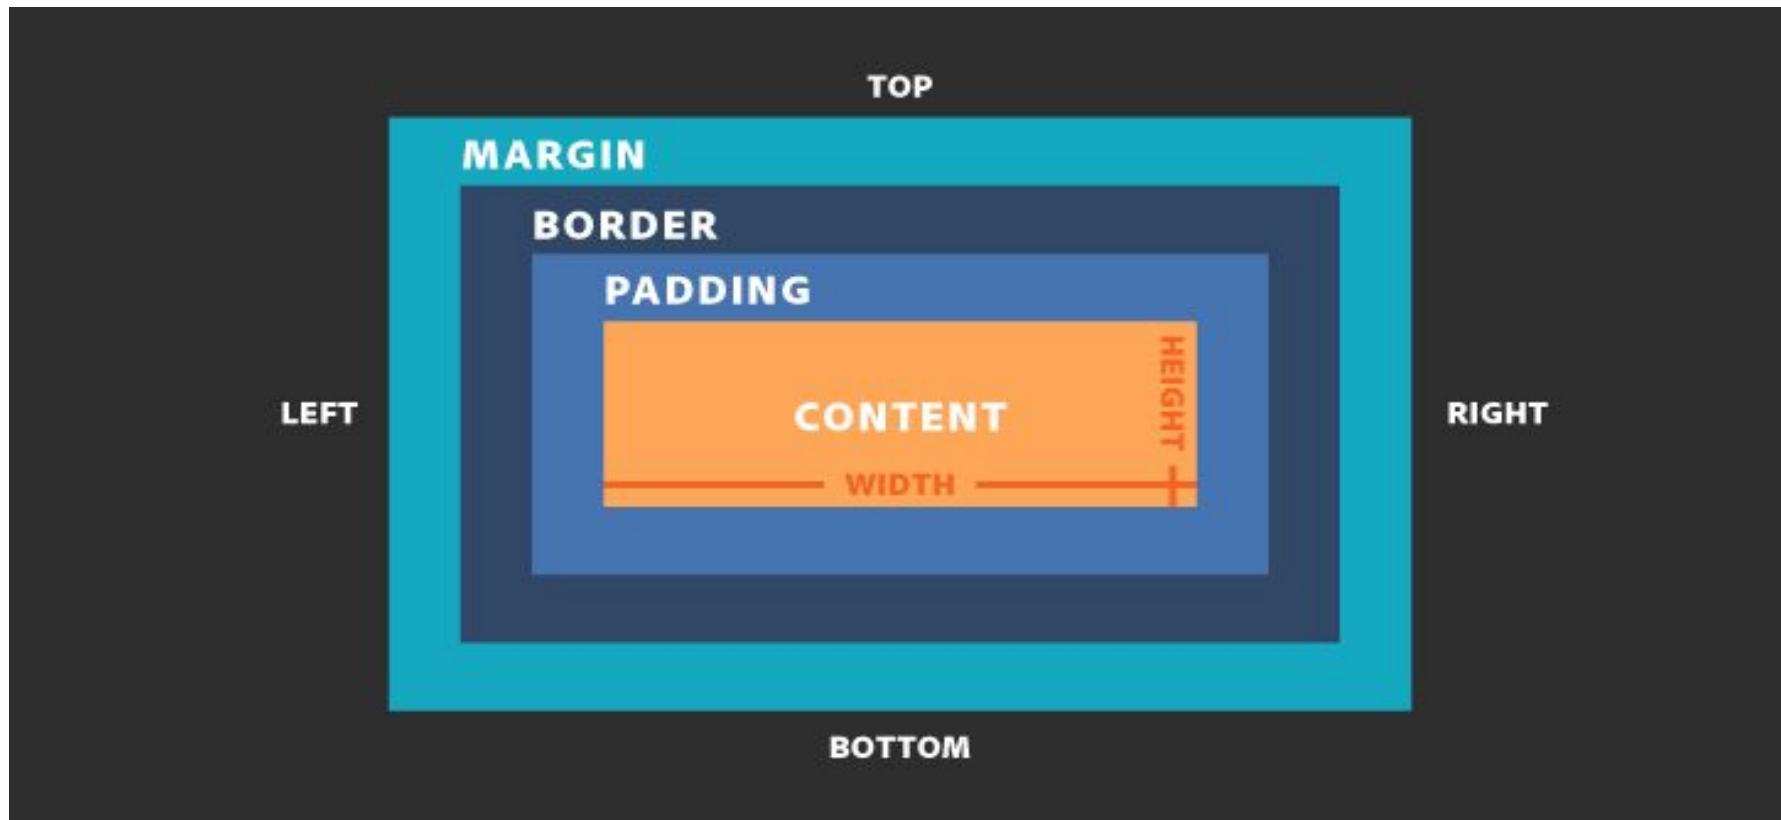 TOP
MARGIN
BORDER
PADDING
HEIGHT
LEFT
CONTENT
RIGHT
WIDTH
BOTTOM